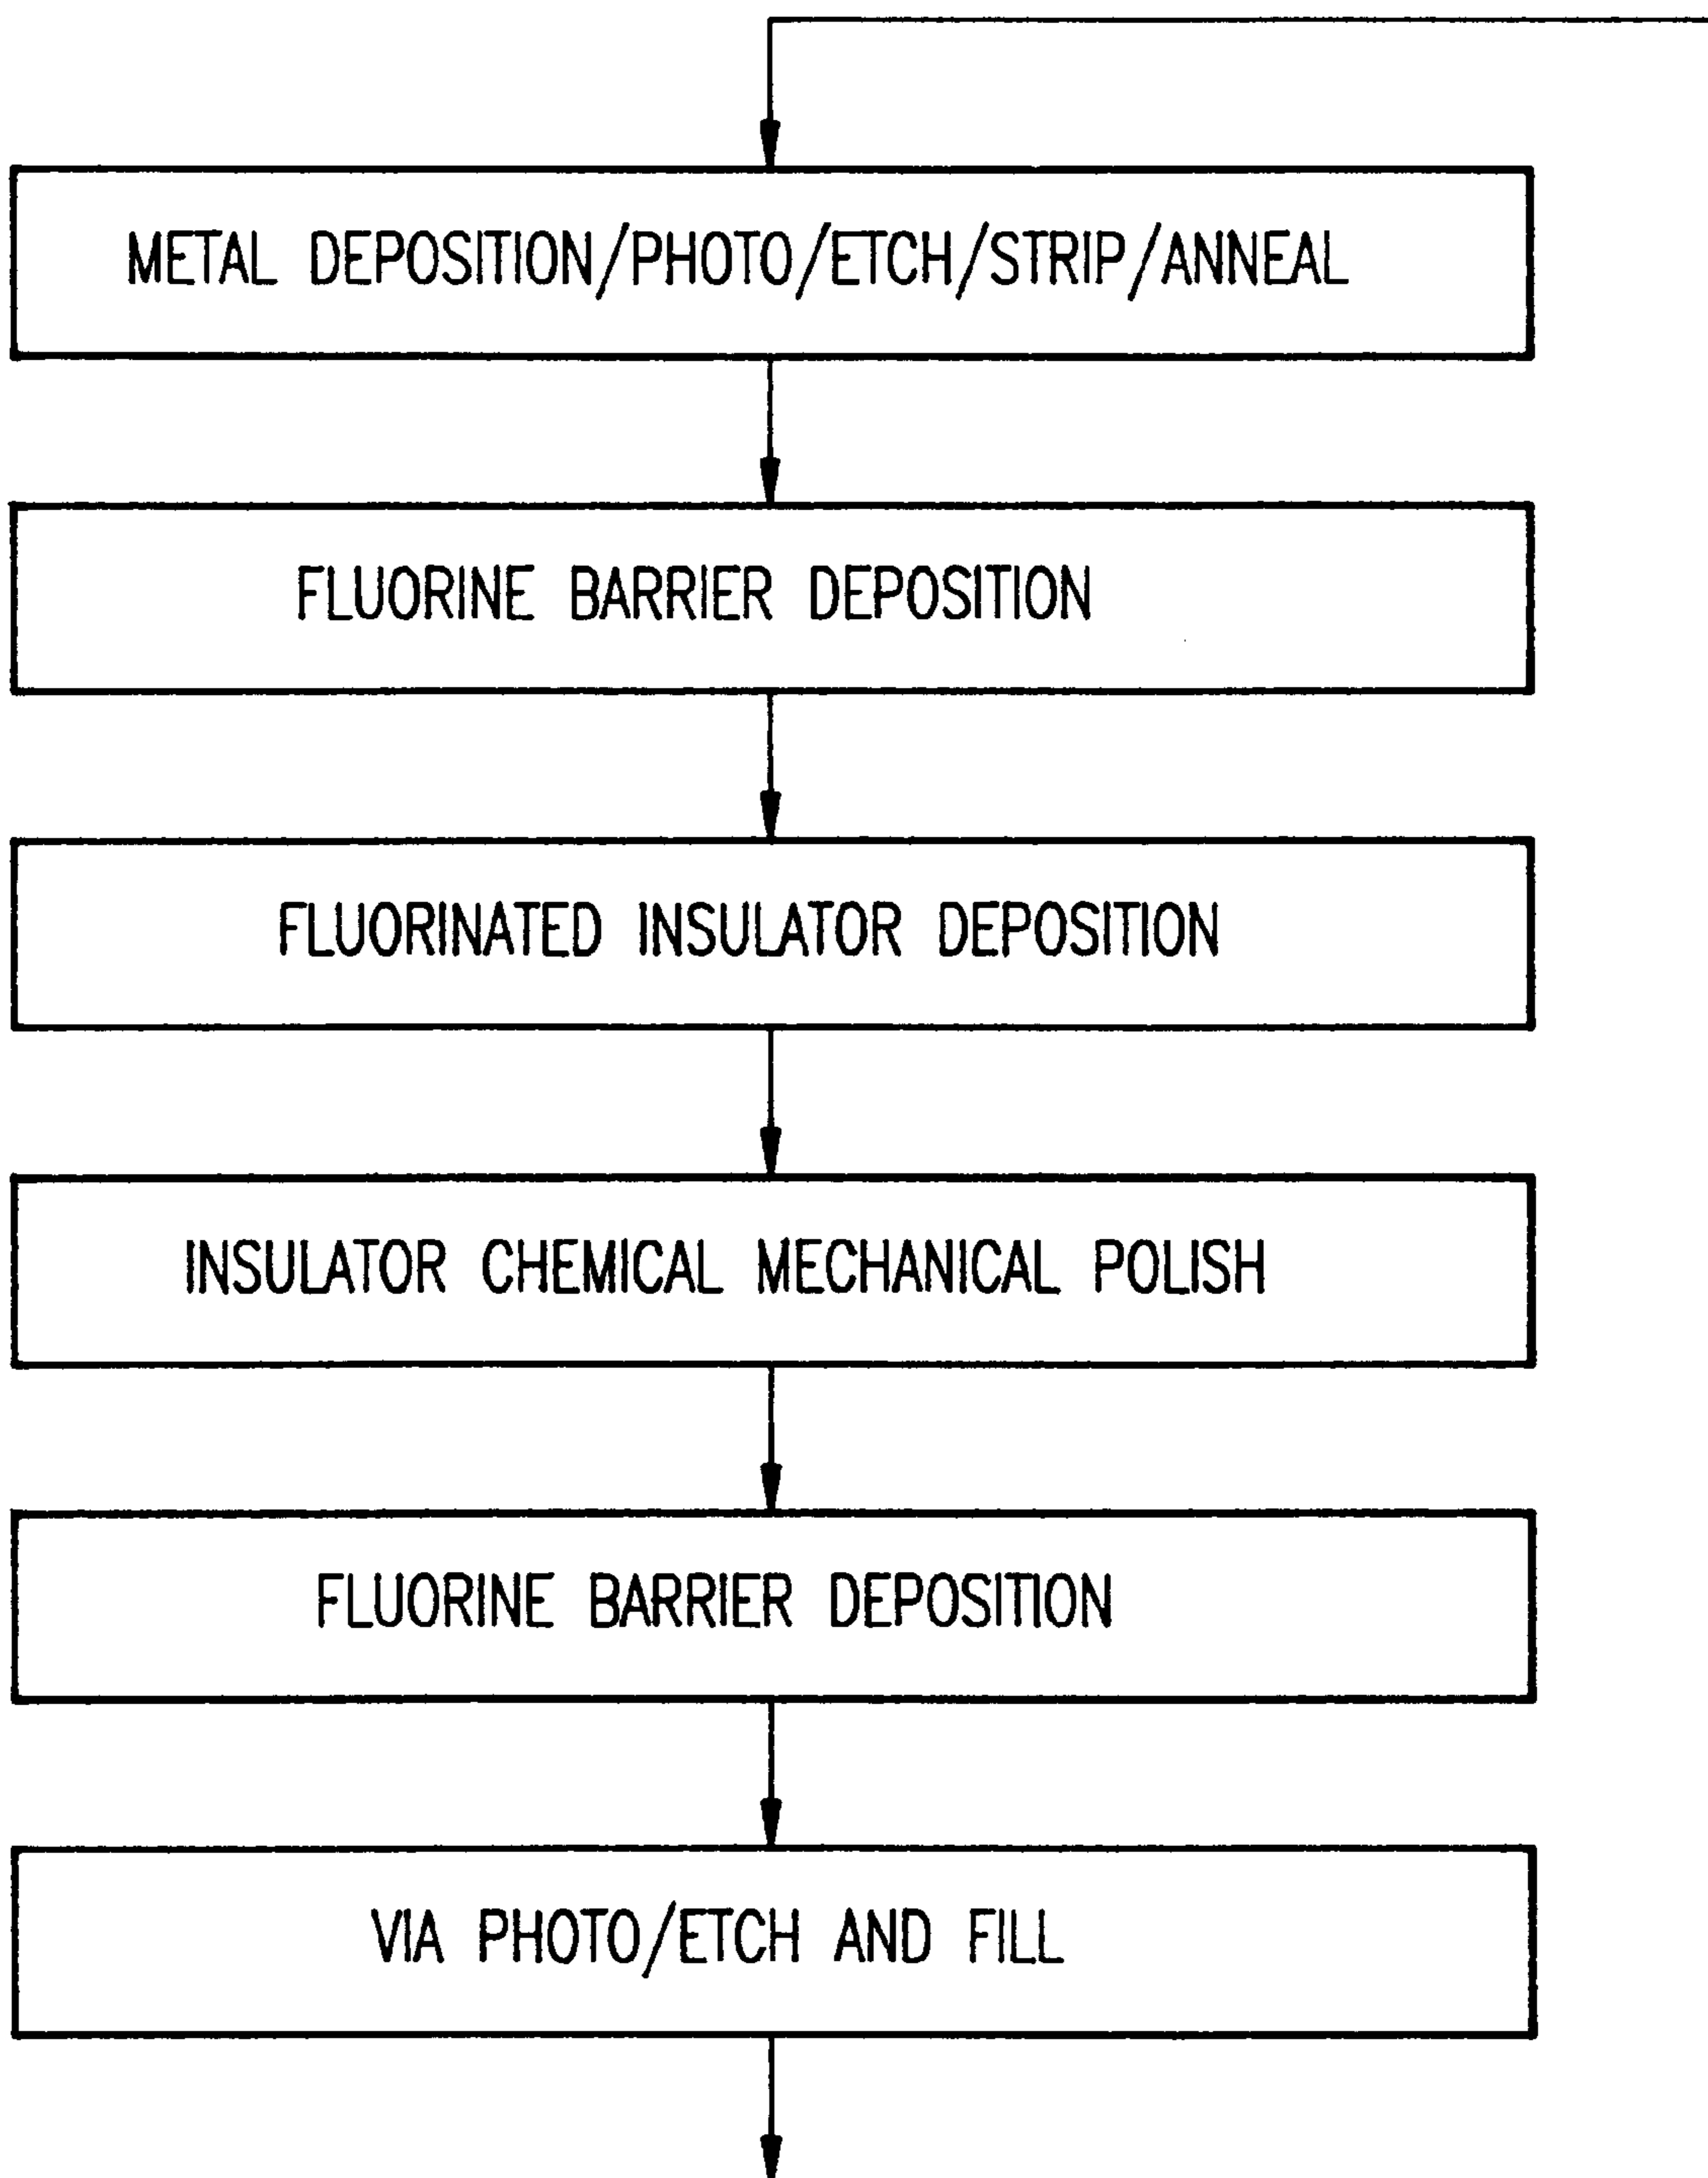 METAL DEPOSITION/PHOTO/ETCH/STRIP/ANNEAL
FLUORINE BARRIER DEPOSITION
FLUORINATED INSULATOR DEPOSITION
INSULATOR CHEMICAL MECHANICAL POLISH
FLUORINE BARRIER DEPOSITION
VIA PHOTO/ETCH AND FILL